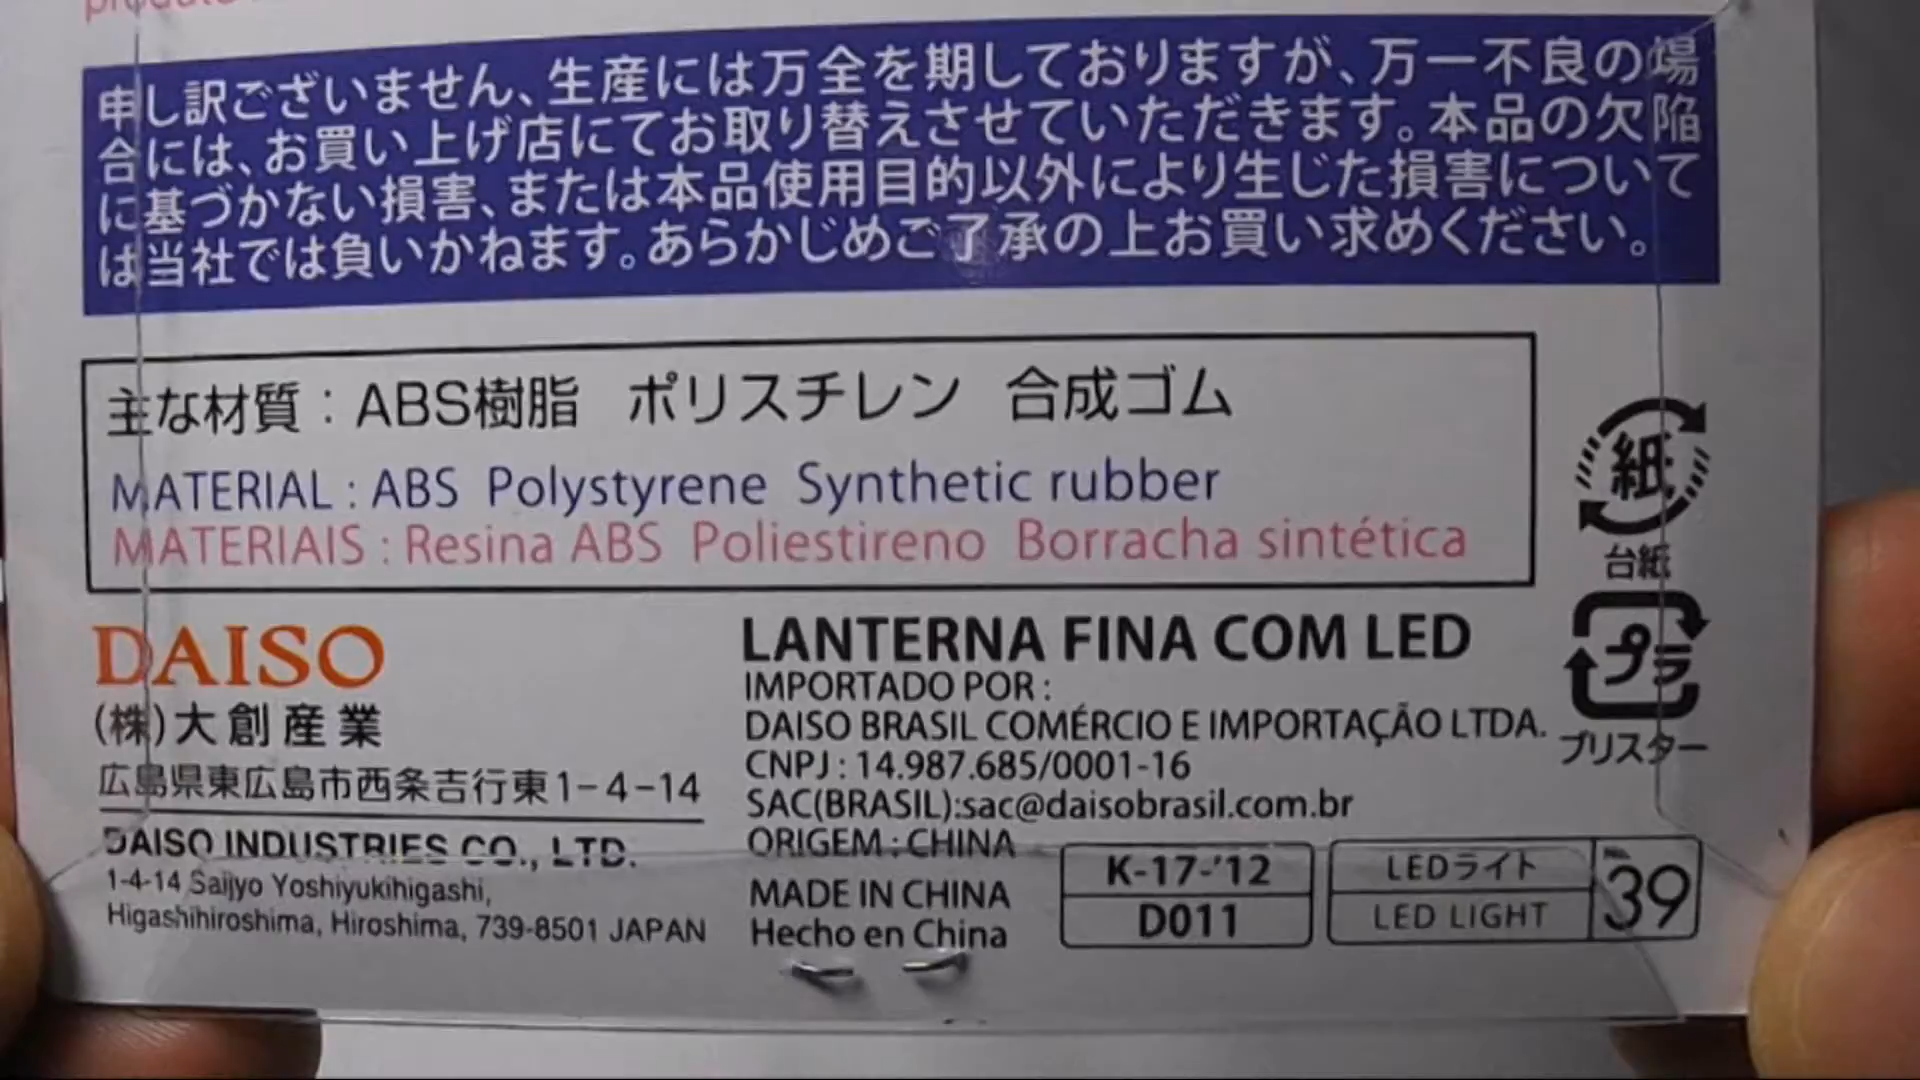 produto
申し訳ございません、生産には万全を期しておりますが、万一不良の場
合には、お買い上げ店にてお取り替えさせていただきます。本品の欠陥
に基づかない損害、または本品使用目的以外により生じた損害について
は当社では負いかねます。あらかじめご了承の上お買い求めください。
主な材質：ABS樹脂 ポリスチレン 合成ゴム
MATERIAL : ABS Polystyrene Synthetic rubber
MATERIAIS : Resina ABS Poliestireno Borracha sintética
紙
台紙
プラ
ブリスター
DAISO
(株)大創産業
広島県東広島市西条吉行東1-4-14
DAISO INDUSTRIES CO., LTD.
1-4-14 Saijyo Yoshiyukihigashi,
Higashihiroshima, Hiroshima, 739-8501 JAPAN
LANTERNA FINA COM LED
IMPORTADO POR :
DAISO BRASIL COMÉRCIO E IMPORTAÇÃO LTDA.
CNPJ : 14.987.685/0001-16
SAC(BRASIL):sac@daisobrasil.com.br
ORIGEM : CHINA
MADE IN CHINA
Hecho en China
K-17-'12
D011
LEDライト
LED LIGHT
39